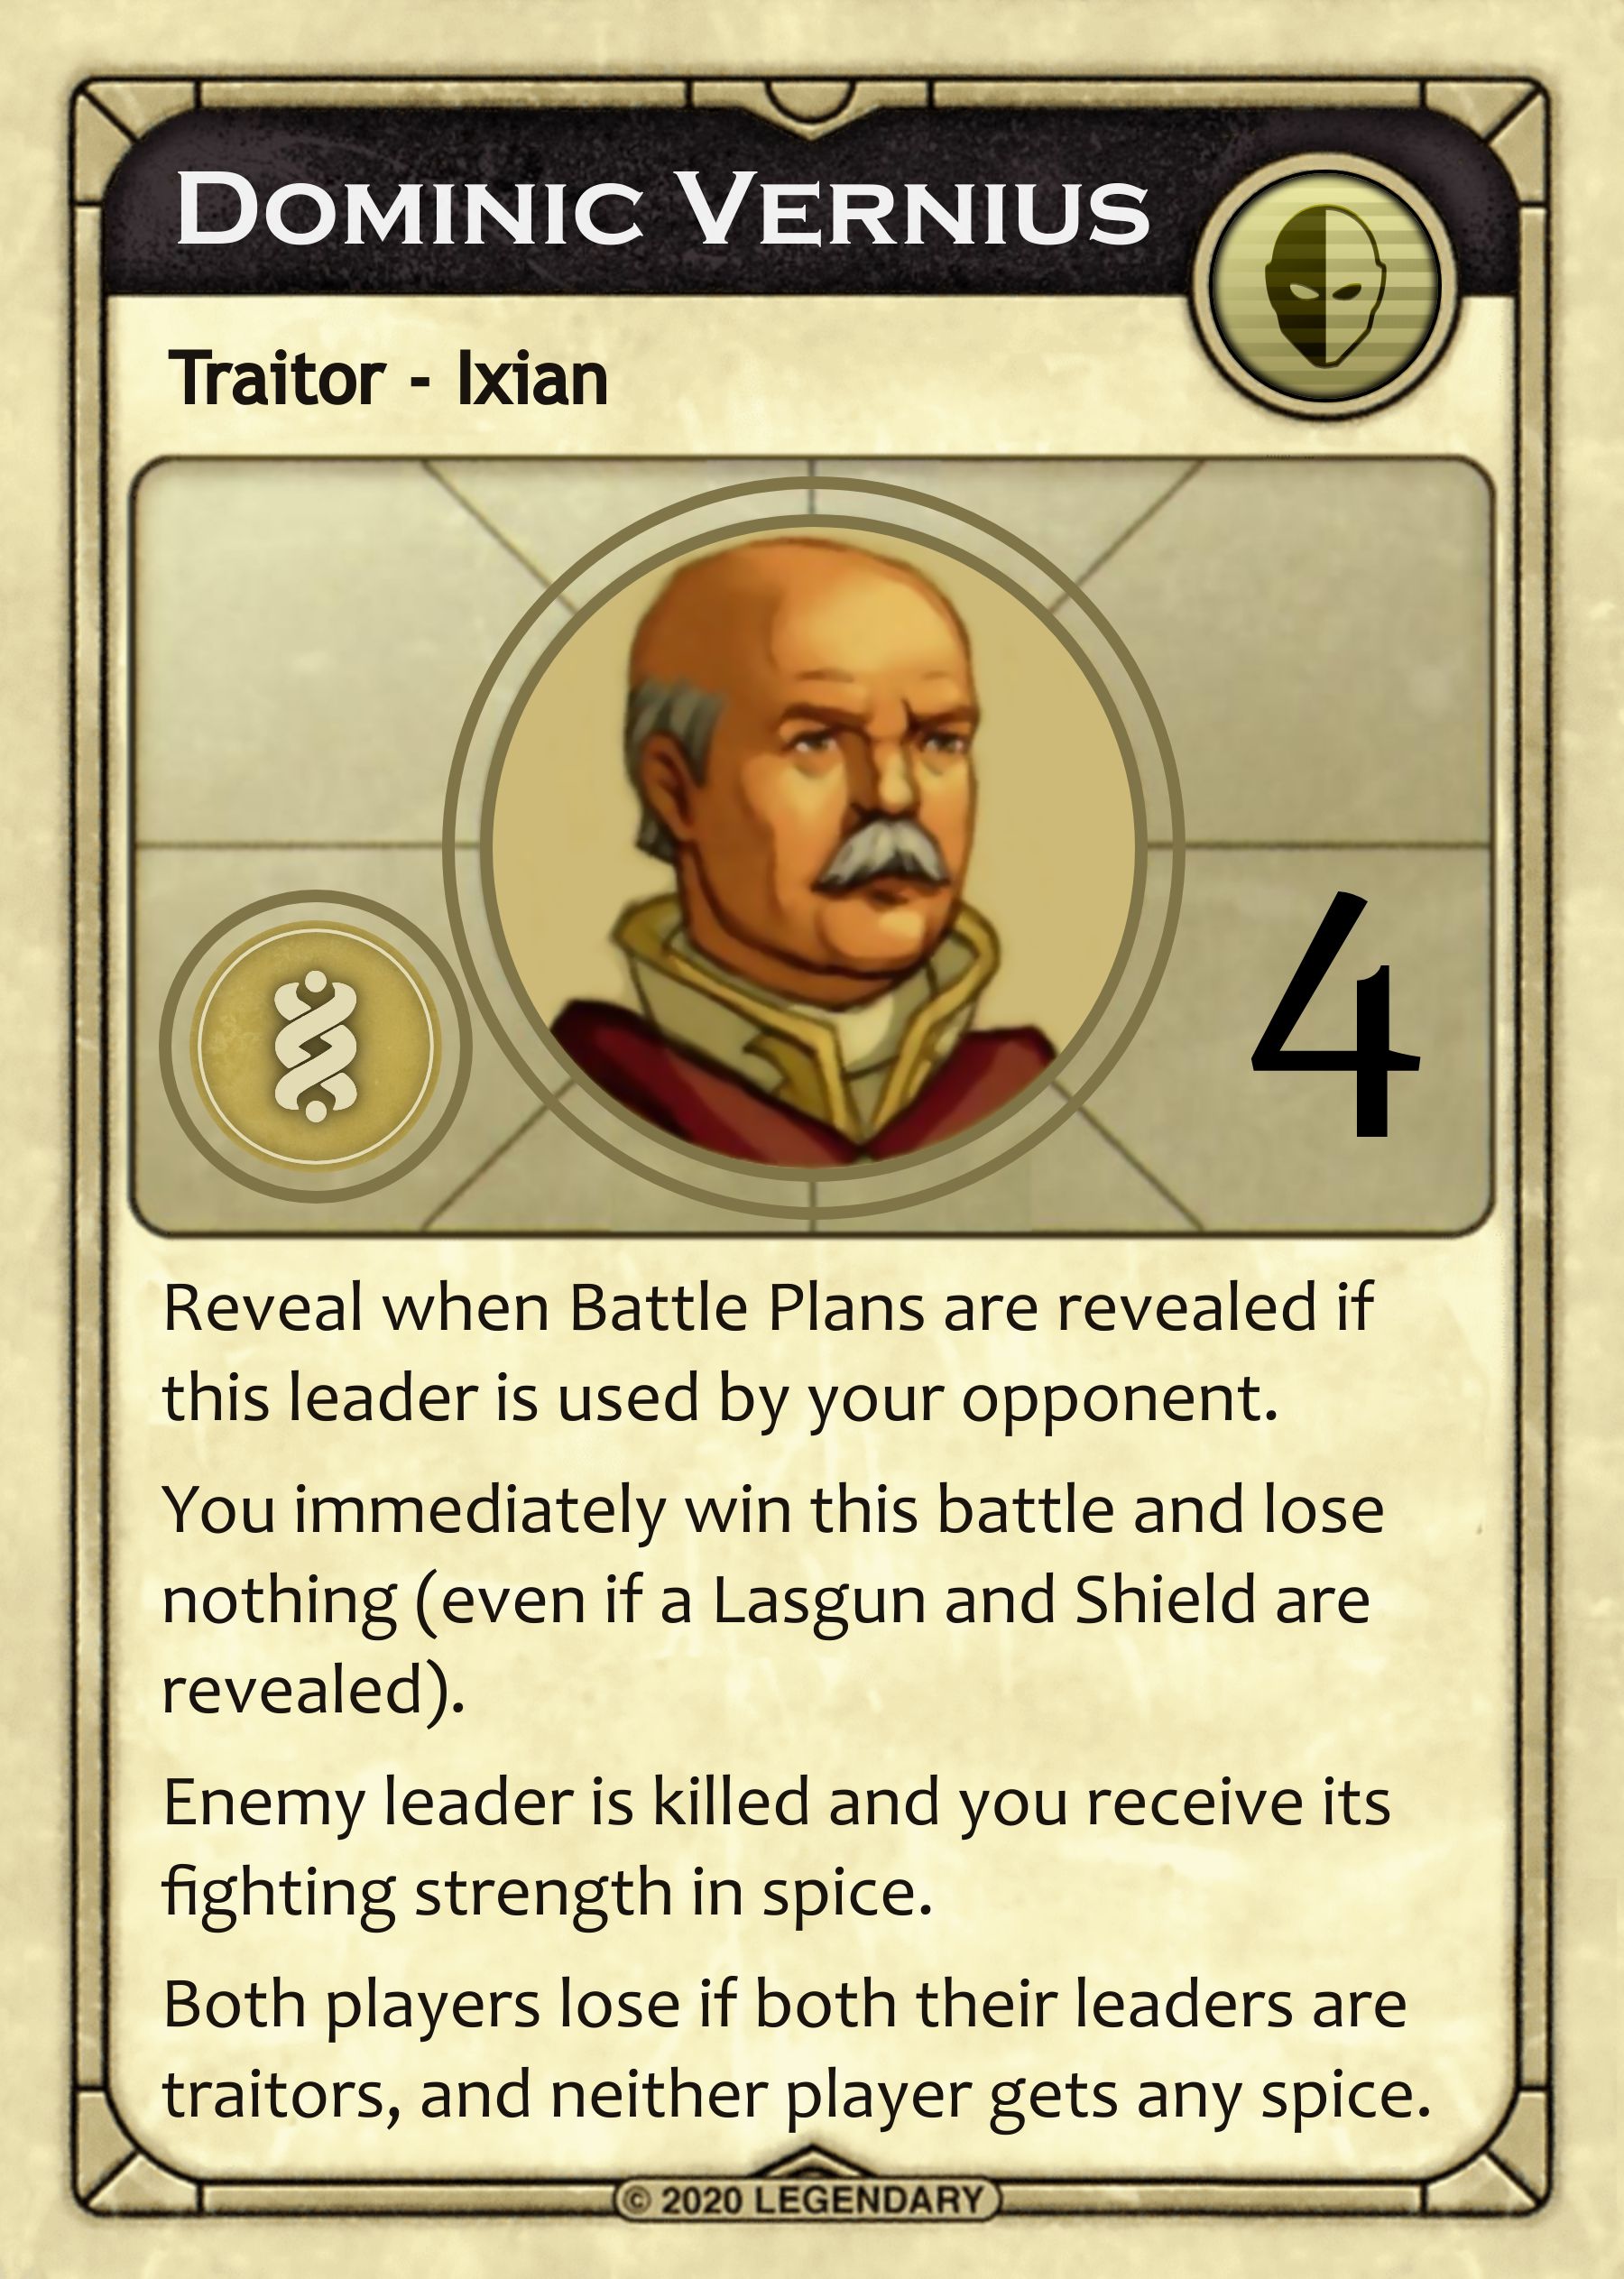 DOMINIC VERNIUS
Traitor - Ixian
4
Reveal when Battle Plans are revealed if
this leader is used by your opponent.
You immediately win this battle and lose
nothing (even if a Lasgun and Shield are
revealed).
Enemy leader is killed and you receive its
fighting strength in spice.
Both players lose if both their leaders are
traitors, and neither player gets any spice.
© 2020 LEGENDARY